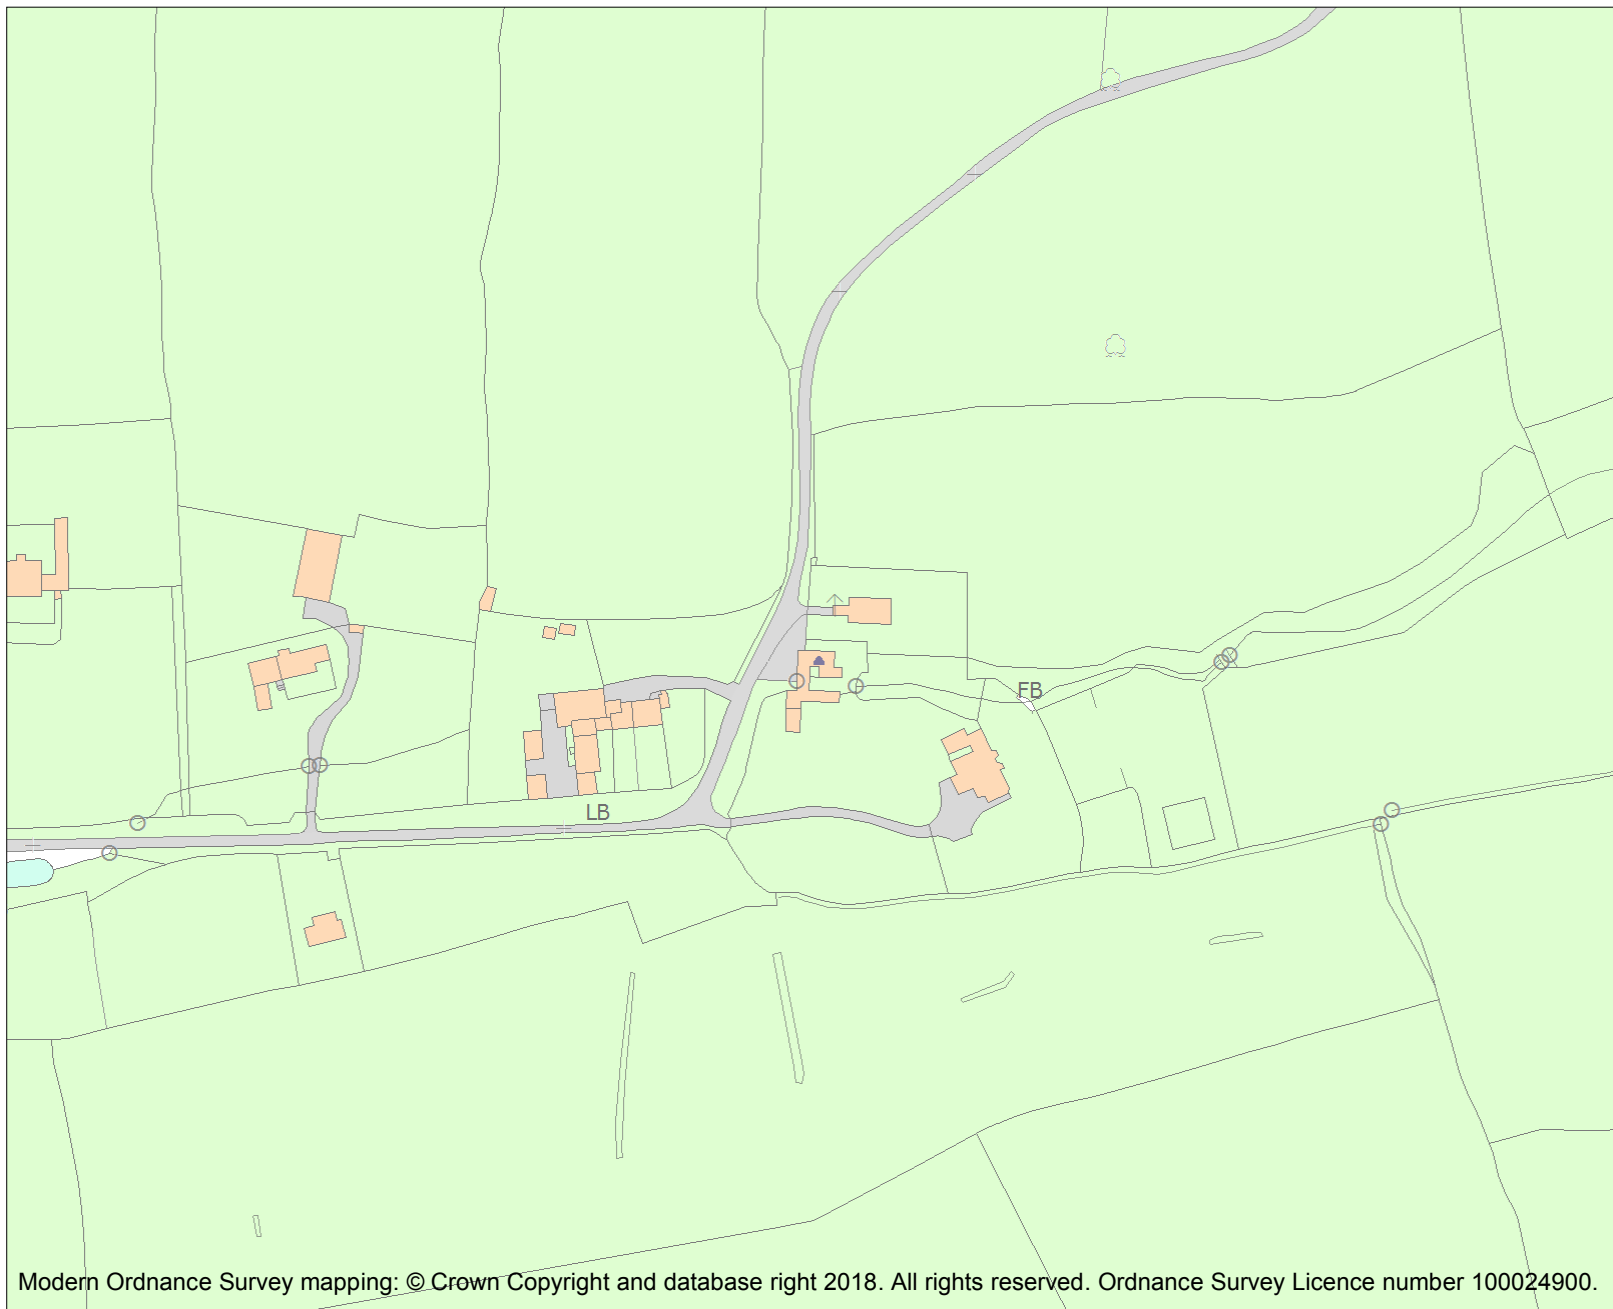 FB
LB
Modern Ordnance Survey mapping: © Crown Copyright and database right 2018. All rights reserved. Ordnance Survey Licence number 100024900.